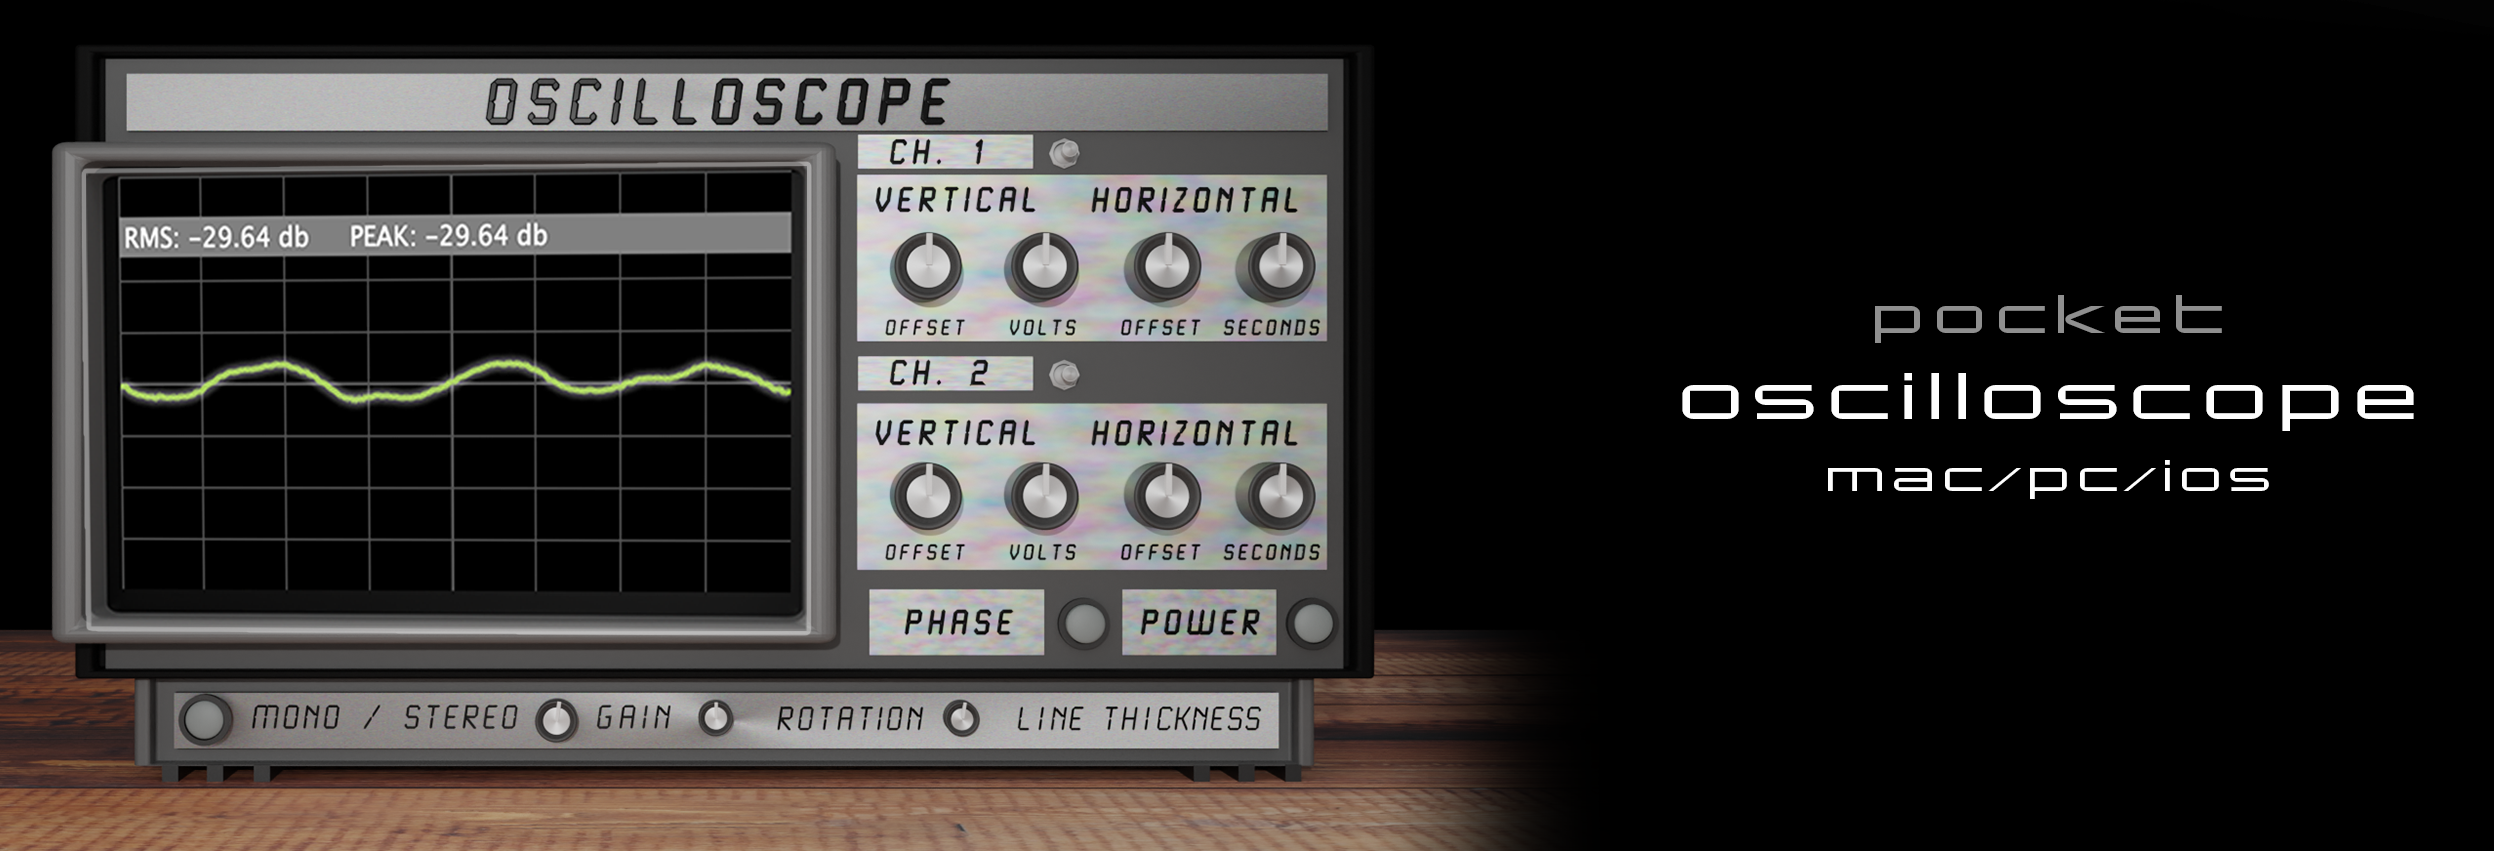 OSCILLOSCOPE
RMS: -29.64 db PEAK: -29.64 db
CH. 1
VERTICAL HORIZONTAL
OFFSET VOLTS OFFSET SECONDS
CH. 2
VERTICAL HORIZONTAL
OFFSET VOLTS OFFSET SECONDS
PHASE POWER
MONO / STEREO GAIN ROTATION LINE THICKNESS
pocket
oscilloscope
mac/pc/ios